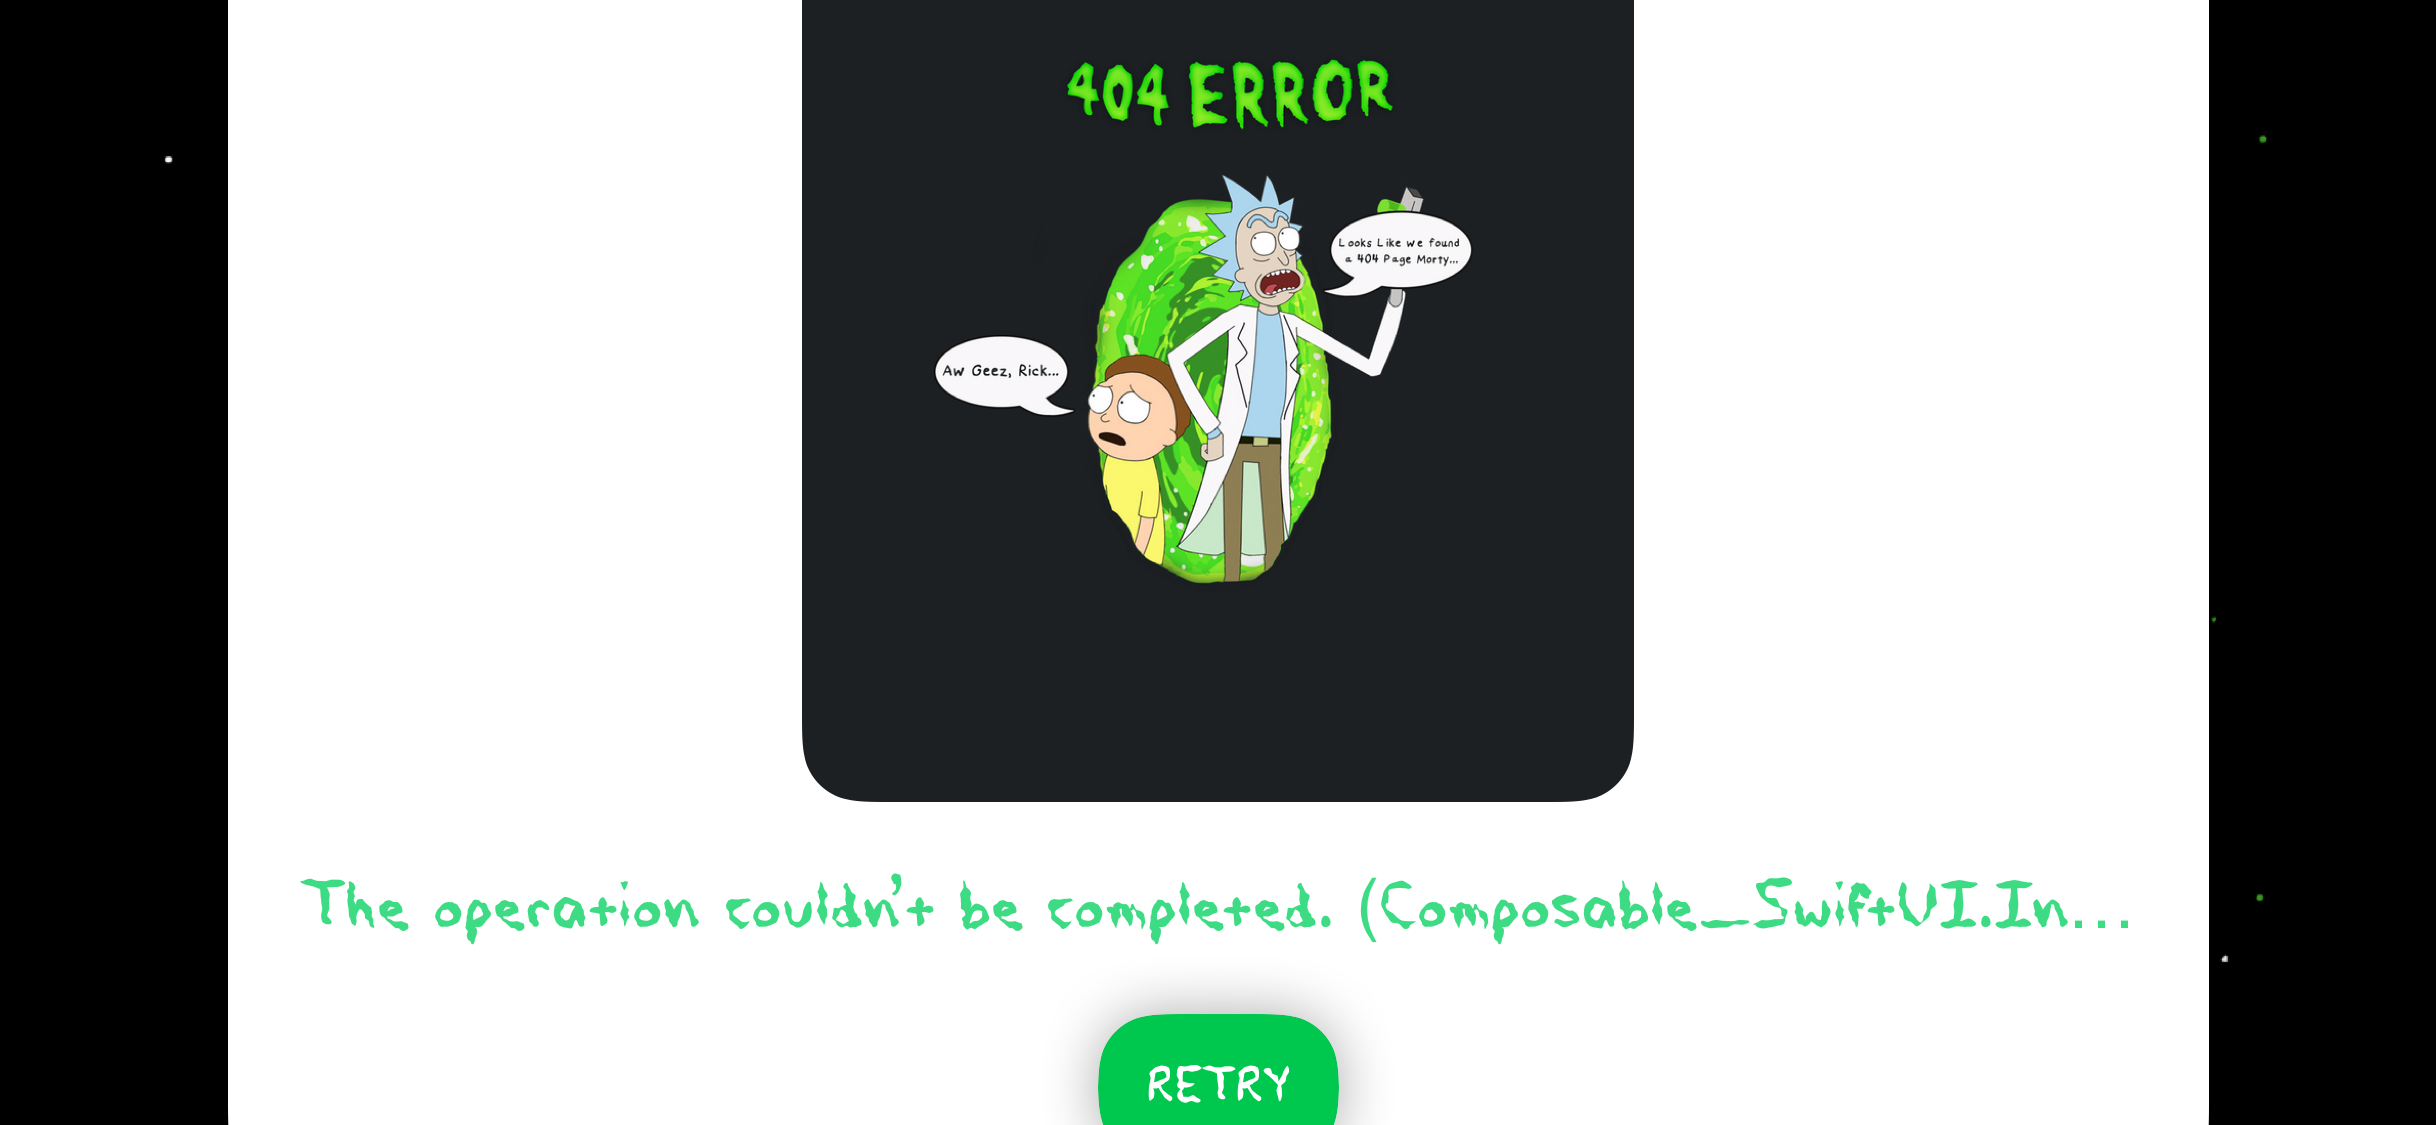 404 ERROR
Looks Like we found
a 404 Page Morty...
Aw Geez, Rick...
The operation couldn’t be completed. (Composable_SwiftUI.In...
RETRY